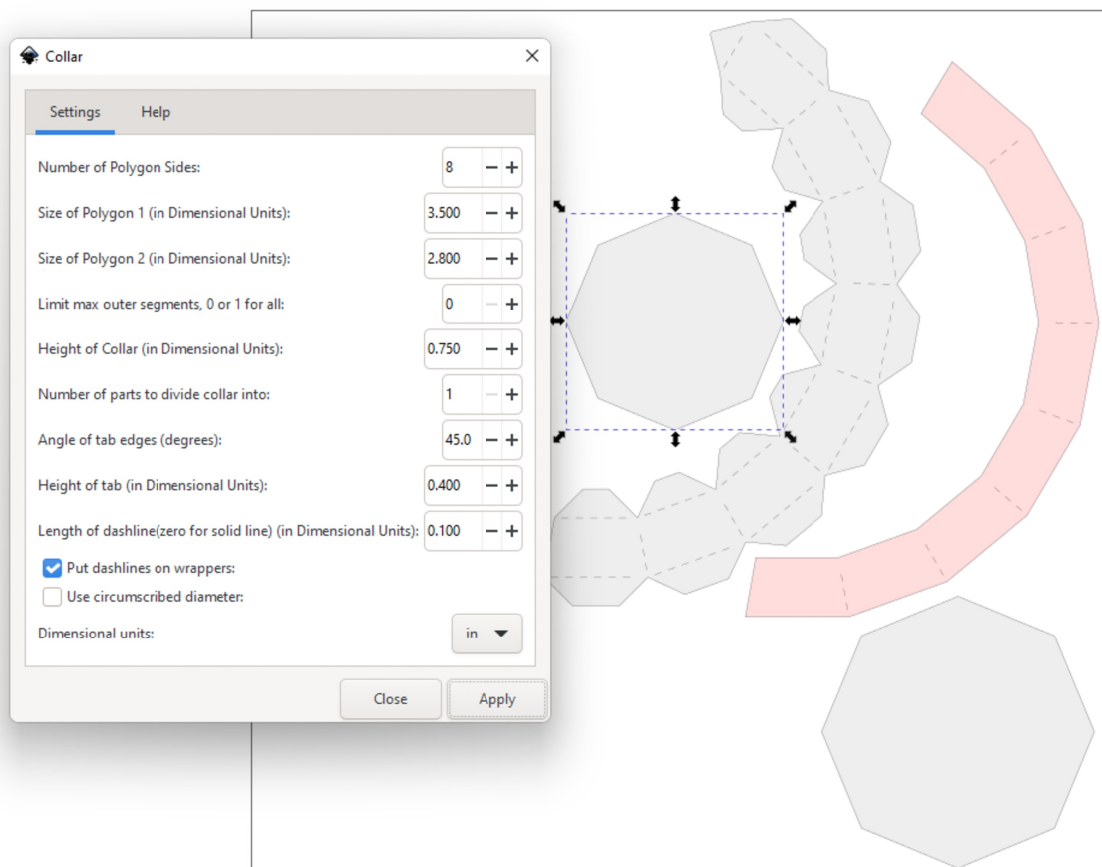 Collar
Settings Help
Number of Polygon Sides: 8
Size of Polygon 1 (in Dimensional Units): 3.500
Size of Polygon 2 (in Dimensional Units): 2.800
Limit max outer segments, 0 or 1 for all: 0
Height of Collar (in Dimensional Units): 0.750
Number of parts to divide collar into: 1
Angle of tab edges (degrees): 45.0
Height of tab (in Dimensional Units): 0.400
Length of dashline(zero for solid line) (in Dimensional Units): 0.100
Put dashlines on wrappers:
Use circumscribed diameter:
Dimensional units: in
Close Apply